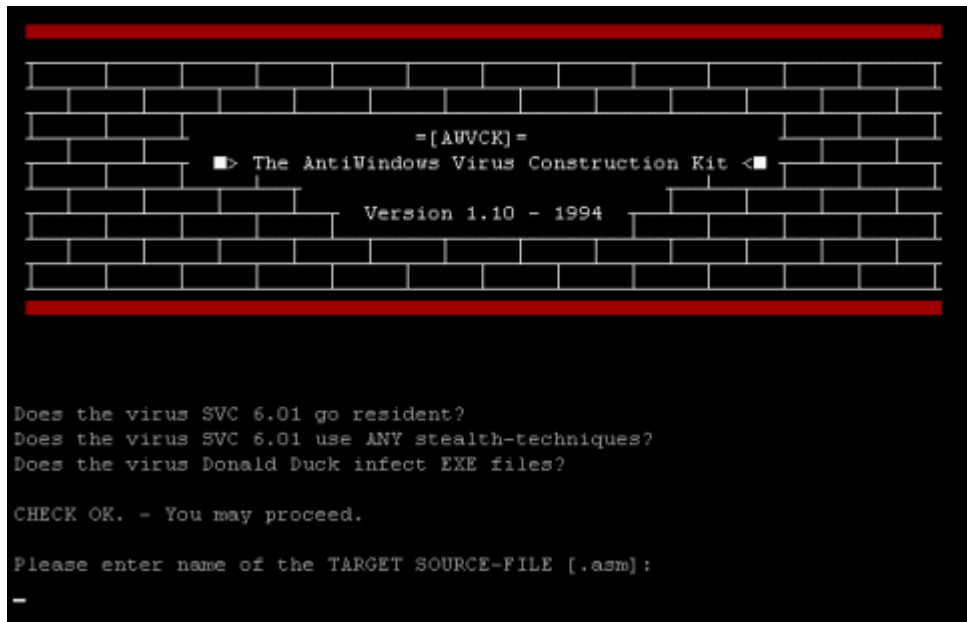 =[AWVCK]=
The AntiWindows Virus Construction Kit
Version 1.10 - 1994
Does the virus SVC 6.01 go resident?
Does the virus SVC 6.01 use ANY stealth-techniques?
Does the virus Donald Duck infect EXE files?
CHECK OK. - You may proceed.
Please enter name of the TARGET SOURCE-FILE [.asm]: